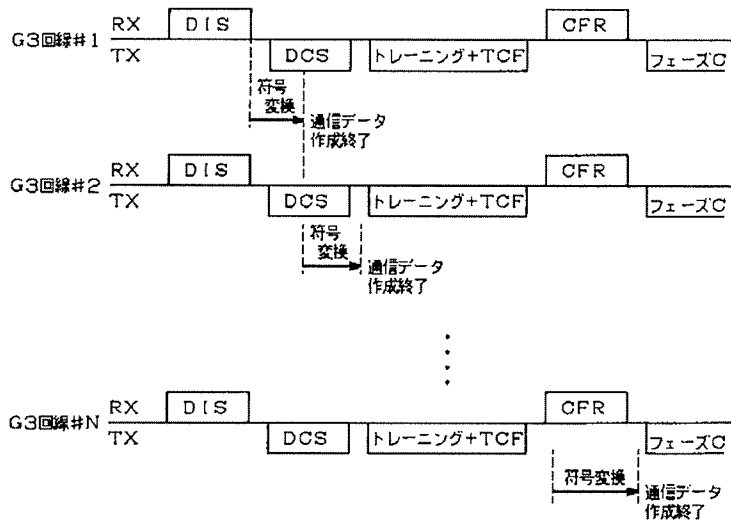 RX
DIS
CFR
G3回線#1
TX
DCS
トレーニング+TCF
フェーズC
符号
変換
通信データ
作成終了
RX
DIS
CFR
G3回線#2
TX
DCS
トレーニング+TCF
フェーズC
符号
変換
通信データ
作成終了
RX
DIS
CFR
G3回線#N
TX
DCS
トレーニング+TCF
フェーズC
符号変換
通信データ
作成終了